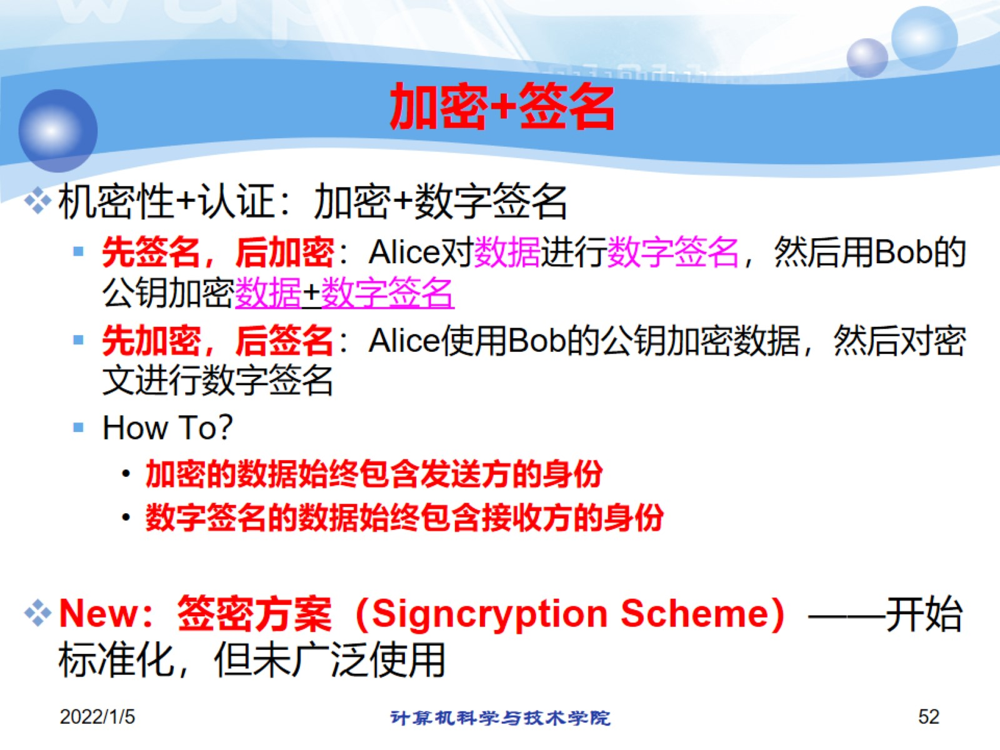 加密+签名
机密性+认证：加密+数字签名
先签名，后加密：Alice对数据进行数字签名，然后用Bob的
公钥加密数据+数字签名
先加密，后签名：Alice使用Bob的公钥加密数据，然后对密
文进行数字签名
How To?
加密的数据始终包含发送方的身份
数字签名的数据始终包含接收方的身份
New：签密方案（Signcryption Scheme）——开始
标准化，但未广泛使用
2022/1/5
计算机科学与技术学院
52